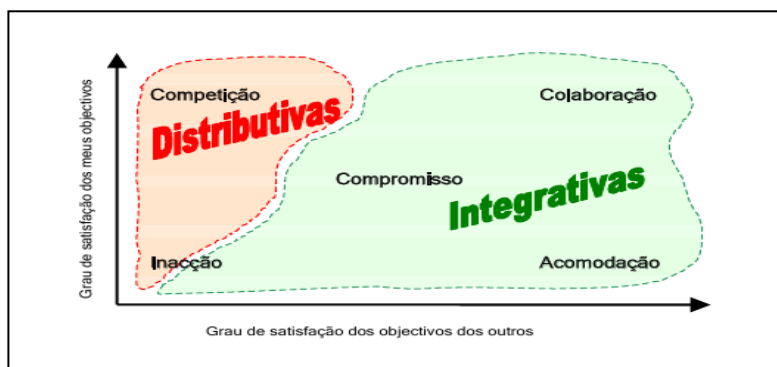 Grau de satisfação dos meus objectivos
Competição
Colaboração
Distributivas
Compromisso
Integrativas
Inacção
Acomodação
Grau de satisfação dos objectivos dos outros